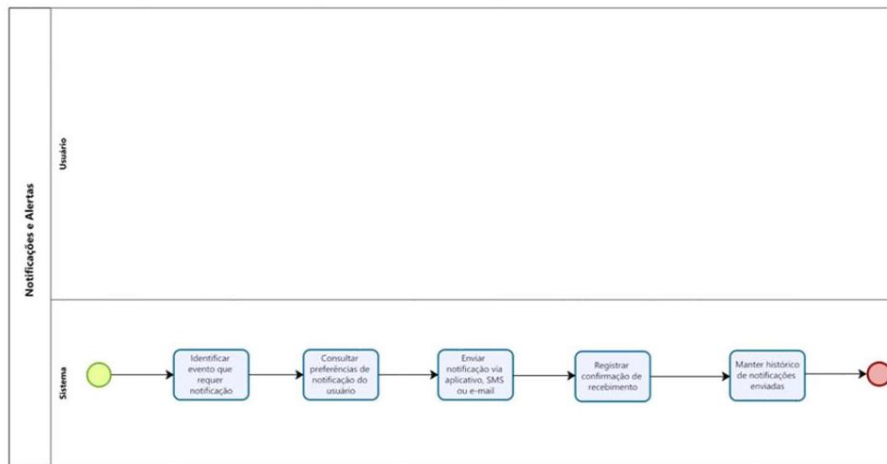 Notificações e Alertas
Usuário
Sistema
Identificar
evento que
requer
notificação
Consultar
preferências de
notificação do
usuário
Enviar
notificação via
aplicativo, SMS
ou e-mail
Registrar
confirmação de
recebimento
Manter histórico
de notificações
enviadas